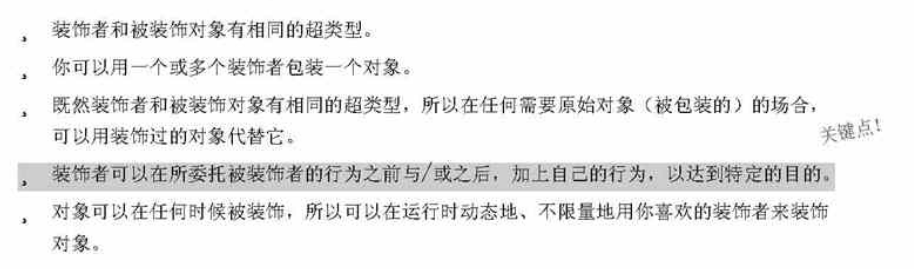 装饰者和被装饰对象有相同的超类型。
你可以用一个或多个装饰者包装一个对象。
既然装饰者和被装饰对象有相同的超类型，所以在任何需要原始对象（被包装的）的场合，
可以用装饰过的对象代替它。
关键点！
装饰者可以在所委托被装饰者的行为之前与/或之后，加上自己的行为，以达到特定的目的。
对象可以在任何时候被装饰，所以可以在运行时动态地、不限量地用你喜欢的装饰者来装饰
对象。